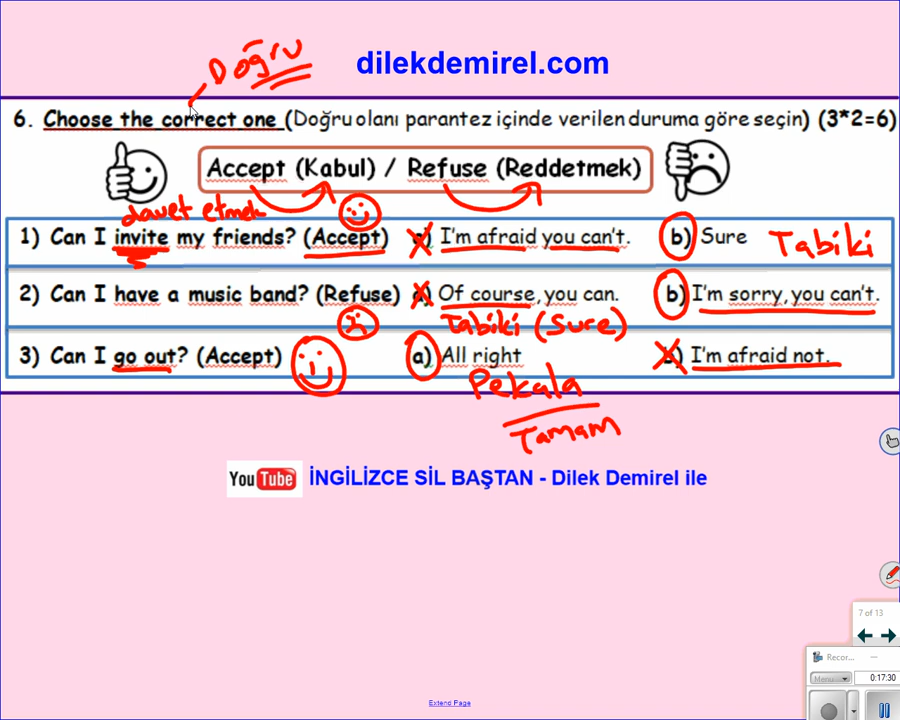 Doğru
dilekdemirel.com
6. Choose the correct one (Doğru olanı parantez içinde verilen duruma göre seçin) (3*2=6)
Accept (Kabul) / Refuse (Reddetmek)
davet etmek
1) Can I invite my friends? (Accept) a) I'm afraid you can't. b) Sure Tabiki
2) Can I have a music band? (Refuse) a) Of course, you can. b) I'm sorry, you can't.
Tabiki (Sure)
3) Can I go out? (Accept) a) All right b) I'm afraid not.
Pekala
Tamam
You Tube İNGİLİZCE SİL BAŞTAN - Dilek Demirel ile
7 of 13
Recor...
Menu 0:17:30
Extend Page